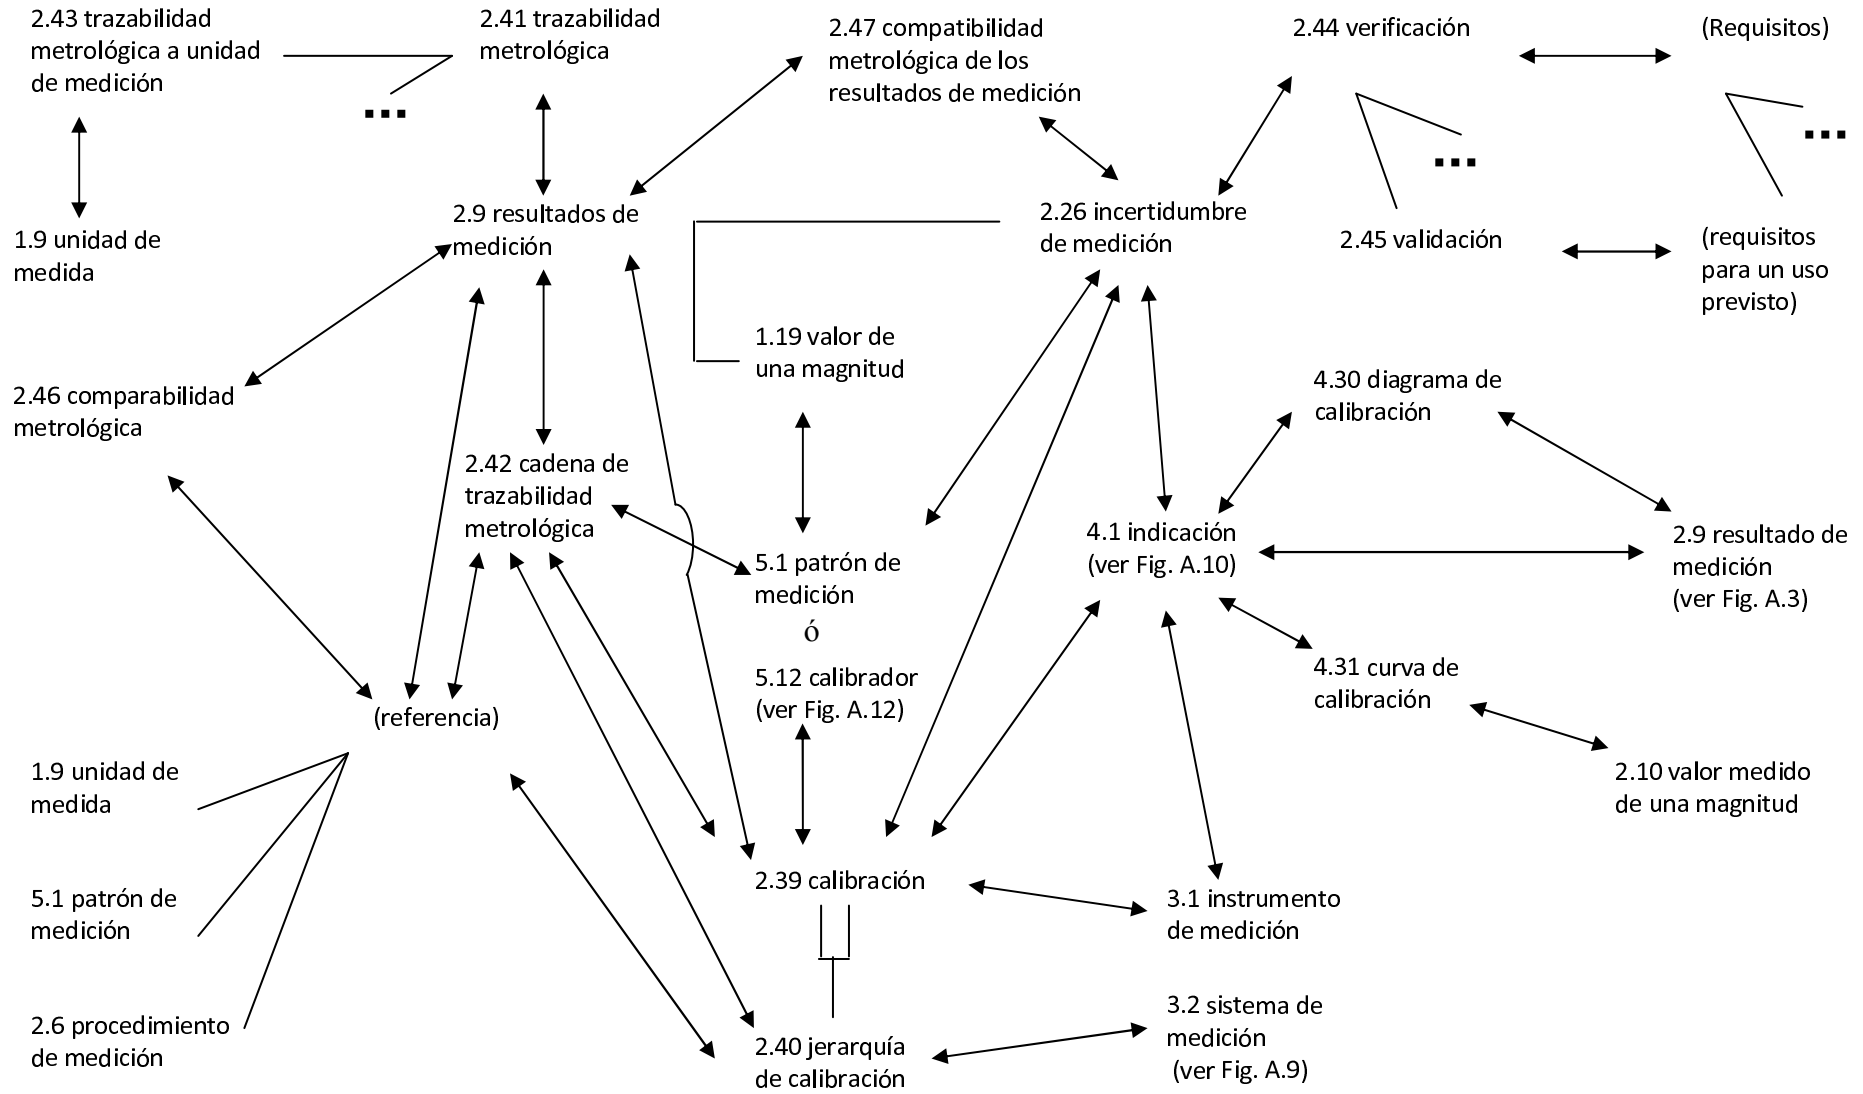 2.43 trazabilidad
metrológica a unidad
de medición
2.41 trazabilidad
metrológica
2.47 compatibilidad
metrológica de los
resultados de medición
2.44 verificación
(Requisitos)
...
...
...
1.9 unidad de
medida
2.9 resultados de
medición
2.26 incertidumbre
de medición
2.45 validación
(requisitos
para un uso
previsto)
1.19 valor de
una magnitud
2.46 comparabilidad
metrológica
4.30 diagrama de
calibración
2.42 cadena de
trazabilidad
metrológica
5.1 patrón de
medición
ó
5.12 calibrador
(ver Fig. A.12)
4.1 indicación
(ver Fig. A.10)
2.9 resultado de
medición
(ver Fig. A.3)
4.31 curva de
calibración
(referencia)
1.9 unidad de
medida
2.10 valor medido
de una magnitud
5.1 patrón de
medición
2.39 calibración
3.1 instrumento
de medición
2.6 procedimiento
de medición
2.40 jerarquía
de calibración
3.2 sistema de
medición
(ver Fig. A.9)